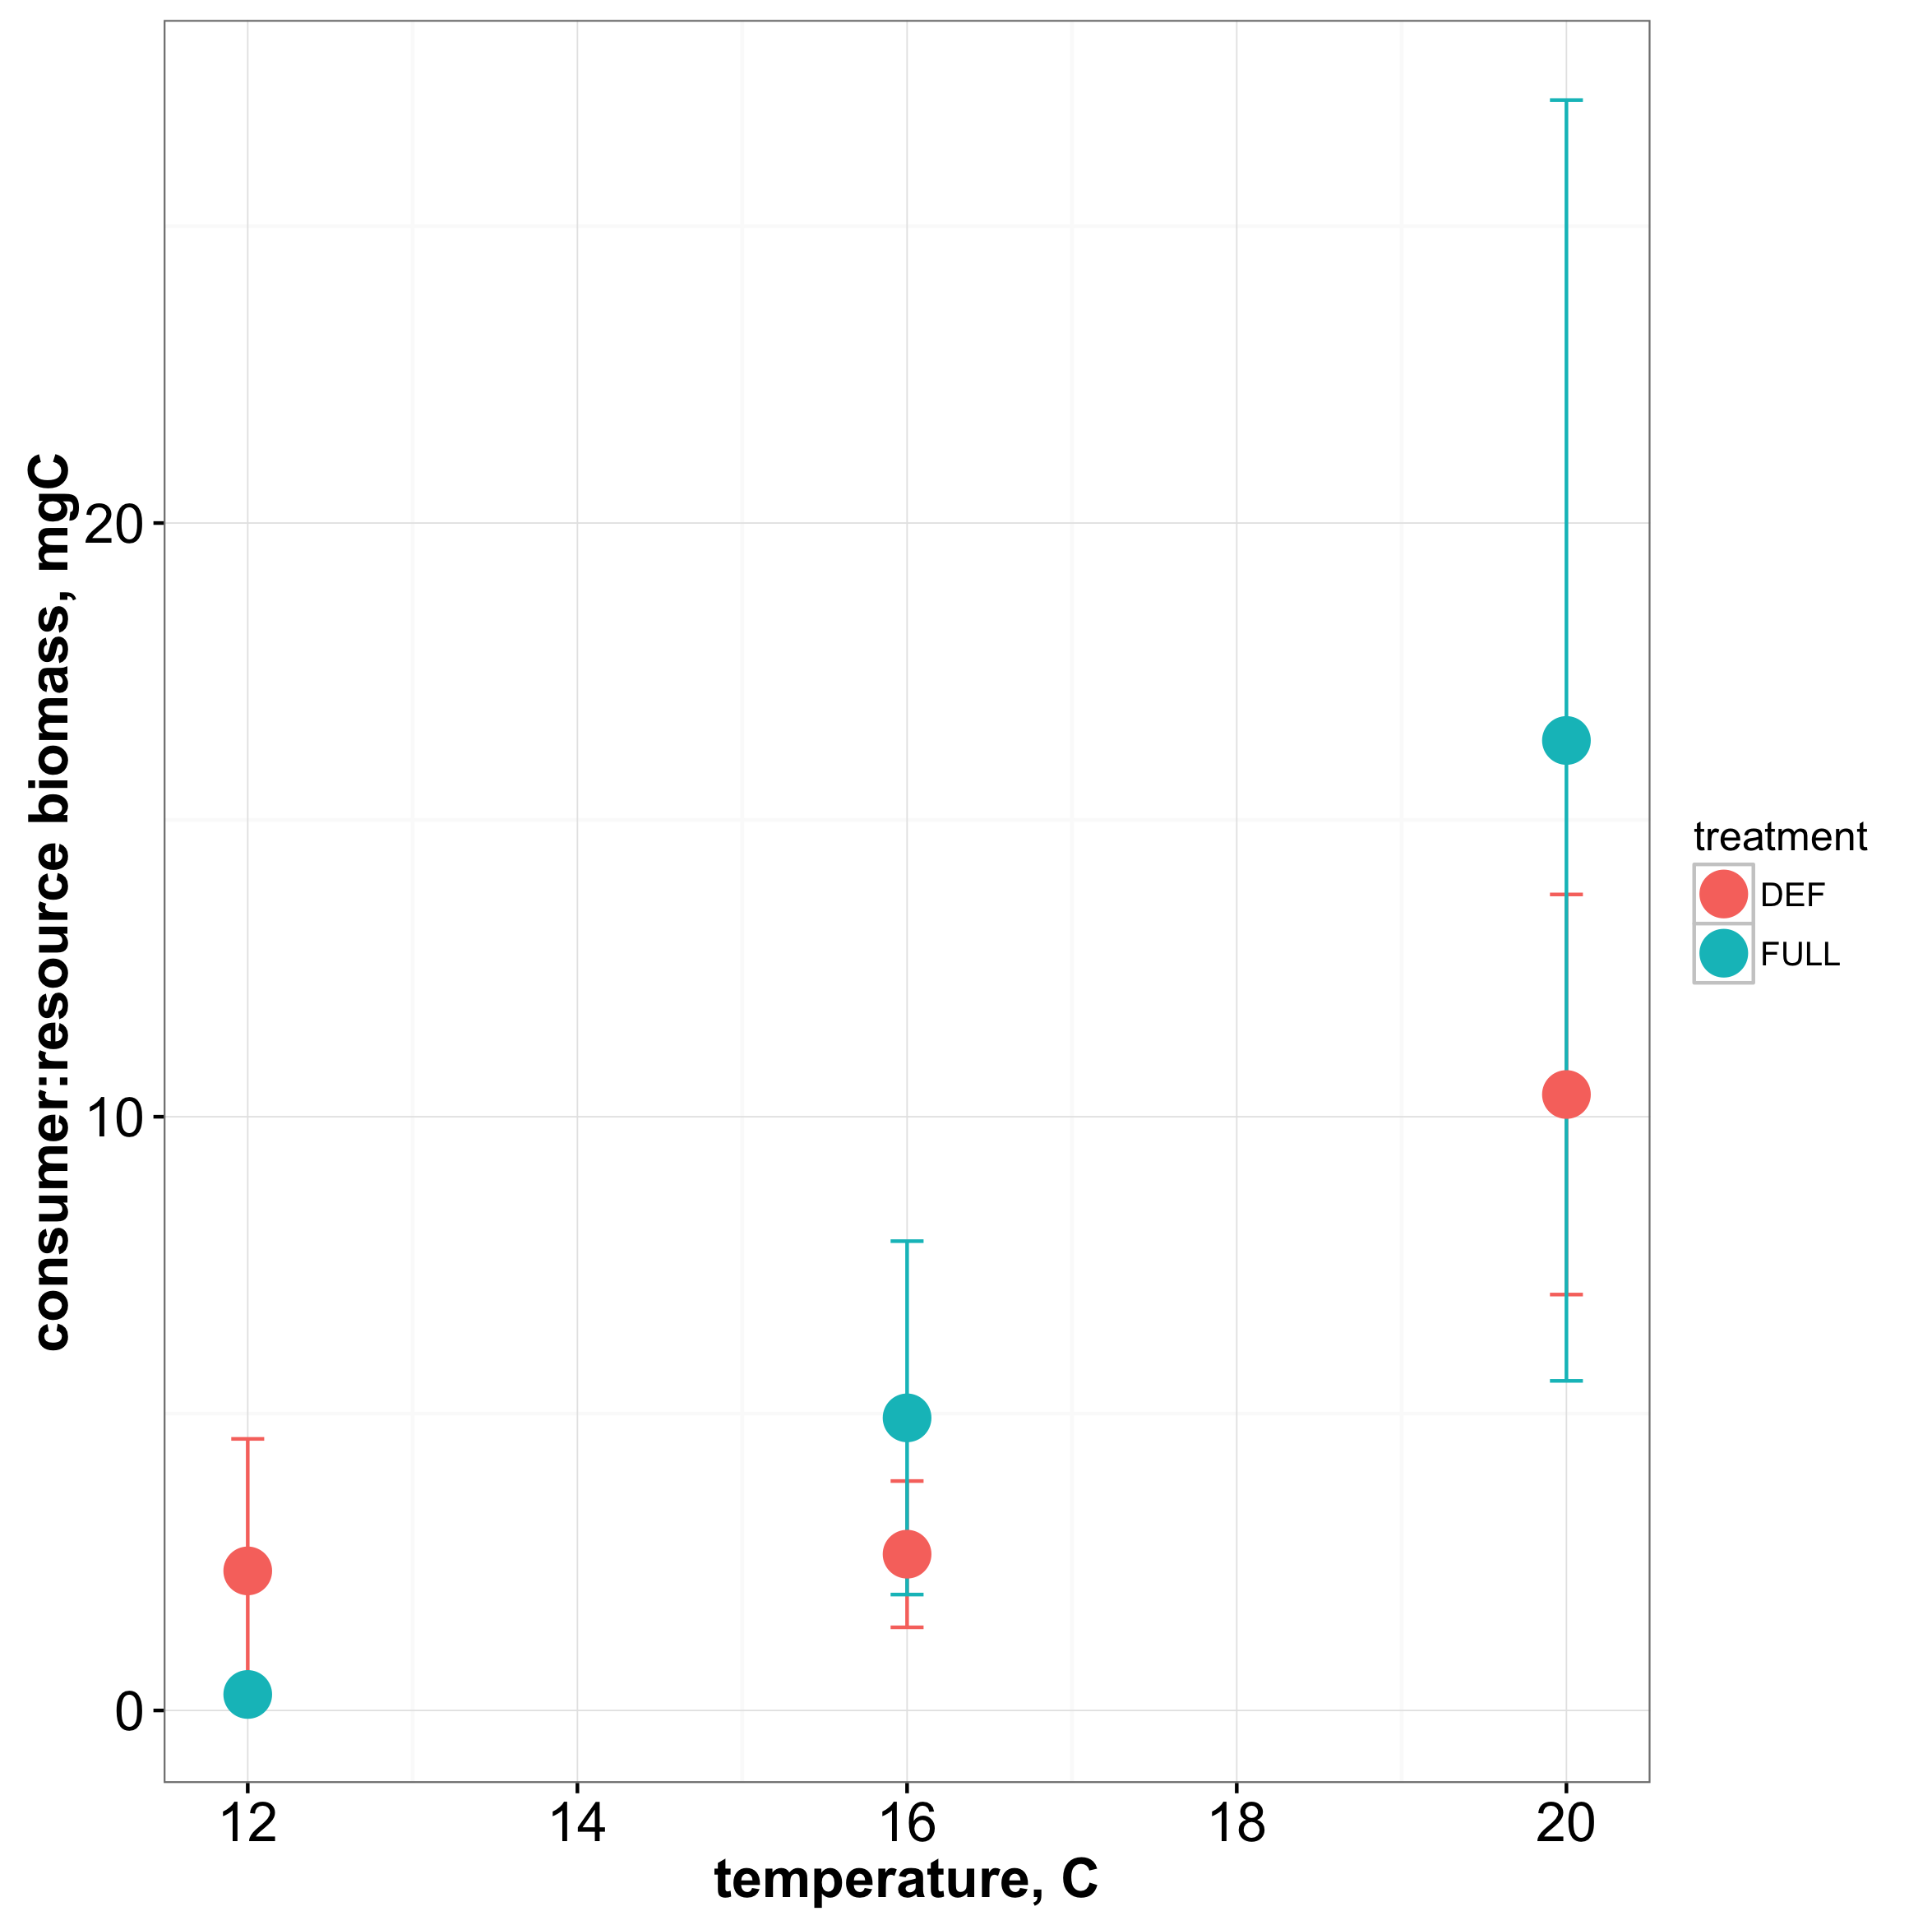 consumer:resource biomass, mgC
20
10
0
12 14 16 18 20
temperature, C
treatment
DEF
FULL